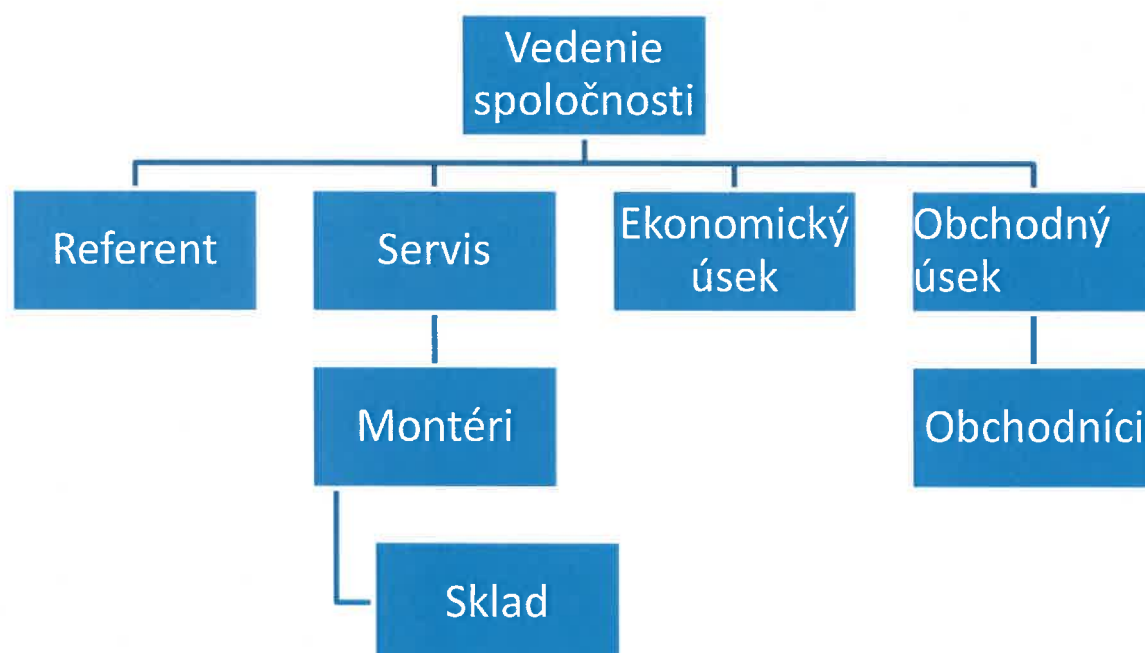 Vedenie
spoločnosti
Referent
Servis
Ekonomický
úsek
Obchodný
úsek
Montéri
Obchodníci
Sklad